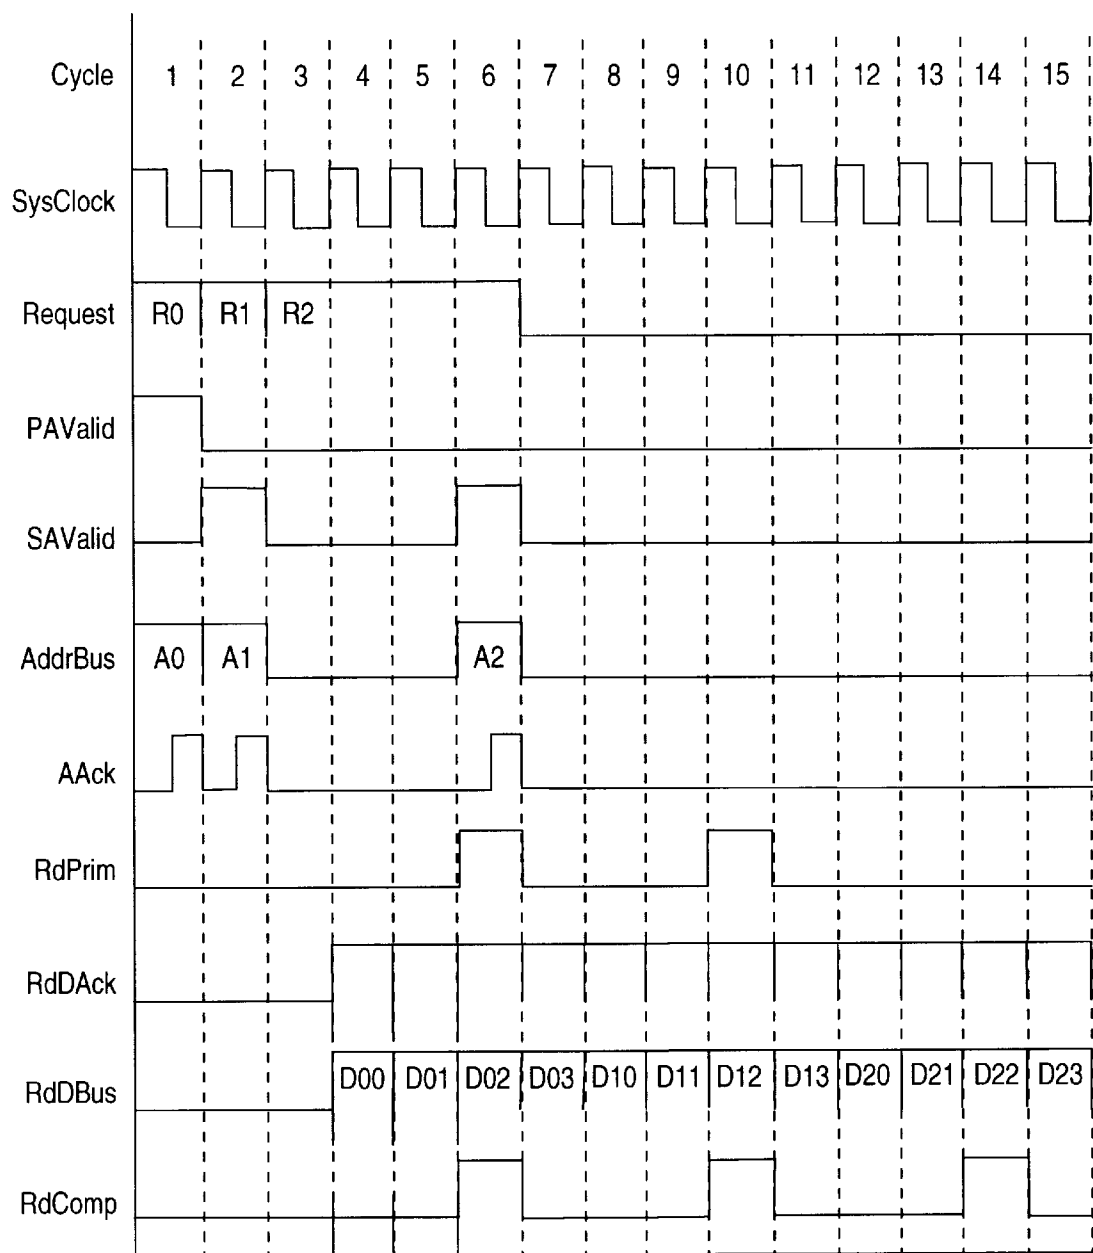 Cycle 1 2 3 4 5 6 7 8 9 10 11 12 13 14 15
SysClock
Request R0 R1 R2
PAValid
SAValid
AddrBus A0 A1 A2
AAck
RdPrim
RdDAck
RdDBus D00 D01 D02 D03 D10 D11 D12 D13 D20 D21 D22 D23
RdComp